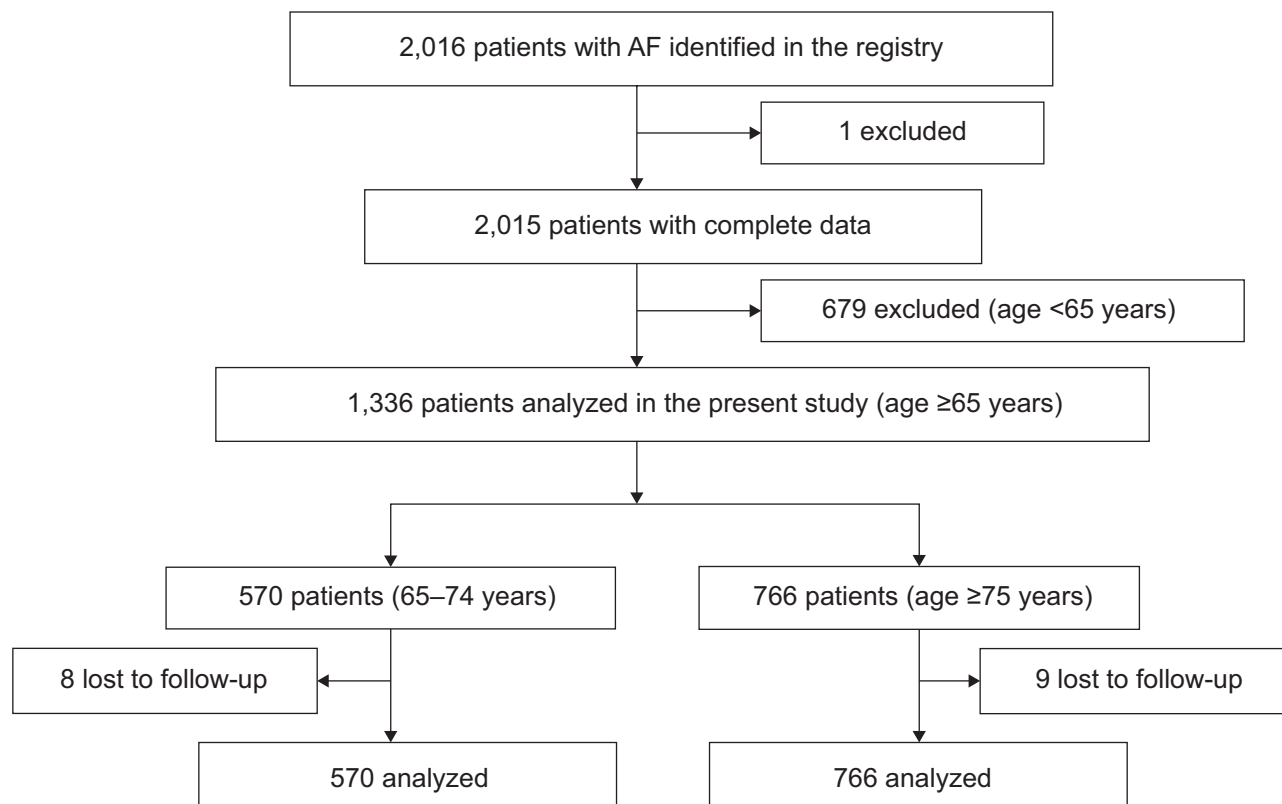 2,016 patients with AF identified in the registry
1 excluded
2,015 patients with complete data
679 excluded (age <65 years)
1,336 patients analyzed in the present study (age ≥65 years)
570 patients (65–74 years)
766 patients (age ≥75 years)
8 lost to follow-up
9 lost to follow-up
570 analyzed
766 analyzed